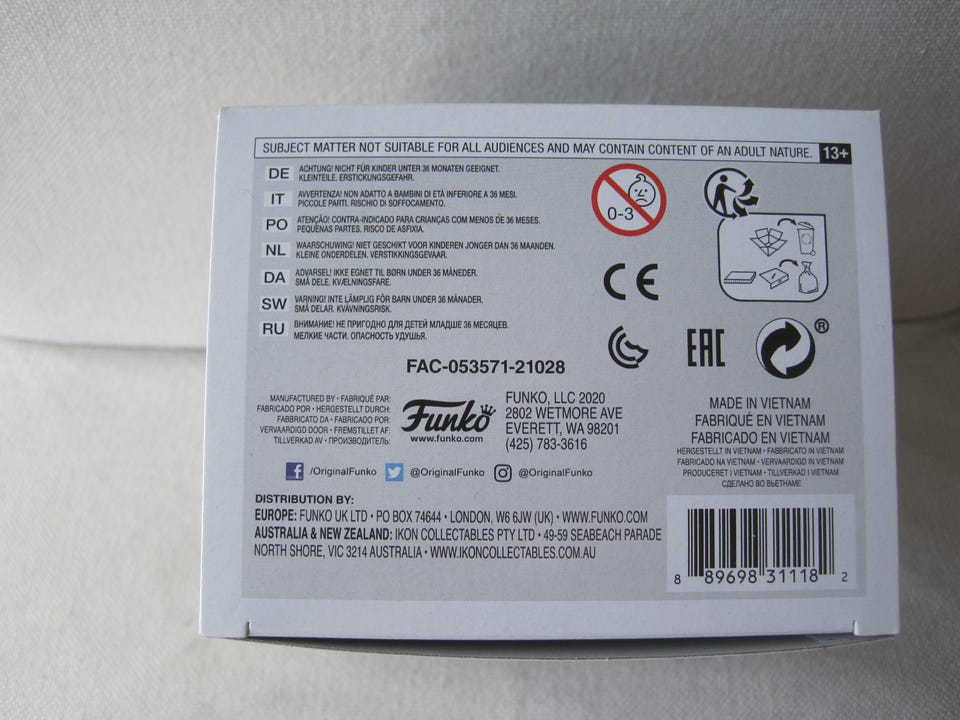 SUBJECT MATTER NOT SUITABLE FOR ALL AUDIENCES AND MAY CONTAIN CONTENT OF AN ADULT NATURE. 13+
DE ACHTUNG! NICHT FÜR KINDER UNTER 36 MONATEN GEEIGNET.
KLEINTEILE. ERSTICKUNGSGEFAHR.
IT AVVERTENZA! NON ADATTO A BAMBINI DI ETÀ INFERIORE A 36 MESI.
PICCOLE PARTI. RISCHIO DI SOFFOCAMENTO.
PO ATENÇÃO! CONTRA-INDICADO PARA CRIANÇAS COM MENOS DE 36 MESES.
PEQUENAS PARTES. RISCO DE ASFIXIA.
NL WAARSCHUWING! NIET GESCHIKT VOOR KINDEREN JONGER DAN 36 MAANDEN.
KLEINE ONDERDELEN. VERSTIKKINGSGEVAAR.
DA ADVARSEL! IKKE EGNET TIL BØRN UNDER 36 MÅNEDER.
SMÅ DELE. KVÆLNINGSFARE.
SW VARNING! INTE LÄMPLIG FÖR BARN UNDER 36 MÅNADER.
SMÅ DELAR. KVÄVNINGSRISK.
RU ВНИМАНИЕ! НЕ ПРИГОДНО ДЛЯ ДЕТЕЙ МЛАДШЕ 36 МЕСЯЦЕВ.
МЕЛКИЕ ЧАСТИ. ОПАСНОСТЬ УДУШЬЯ.
0-3
CE
EAC
®
FAC-053571-21028
MANUFACTURED BY • FABRIQUÉ PAR:
FABRICADO POR • HERGESTELLT DURCH:
FABBRICATO DA • FABRICADO POR:
VERVAARDIGD DOOR • FREMSTILLET AF:
TILLVERKAD AV • ПРОИЗВОДИТЕЛЬ:
Funko
www.funko.com
FUNKO, LLC 2020
2802 WETMORE AVE
EVERETT, WA 98201
(425) 783-3616
MADE IN VIETNAM
FABRIQUÉ EN VIETNAM
FABRICADO EN VIETNAM
HERGESTELLT IN VIETNAM • FABBRICATO IN VIETNAM
FABRICADO NA VIETNAM • VERVAARDIGD IN VIETNAM
PRODUCERET I VIETNAM • TILLVERKAD I VIETNAM
СДЕЛАНО ВО ВЬЕТНАМЕ
/OriginalFunko @OriginalFunko @OriginalFunko
DISTRIBUTION BY:
EUROPE: FUNKO UK LTD • PO BOX 74644 • LONDON, W6 6JW (UK) • WWW.FUNKO.COM
AUSTRALIA & NEW ZEALAND: IKON COLLECTABLES PTY LTD • 49-59 SEABEACH PARADE
NORTH SHORE, VIC 3214 AUSTRALIA • WWW.IKONCOLLECTABLES.COM.AU
8 89698 31118 2